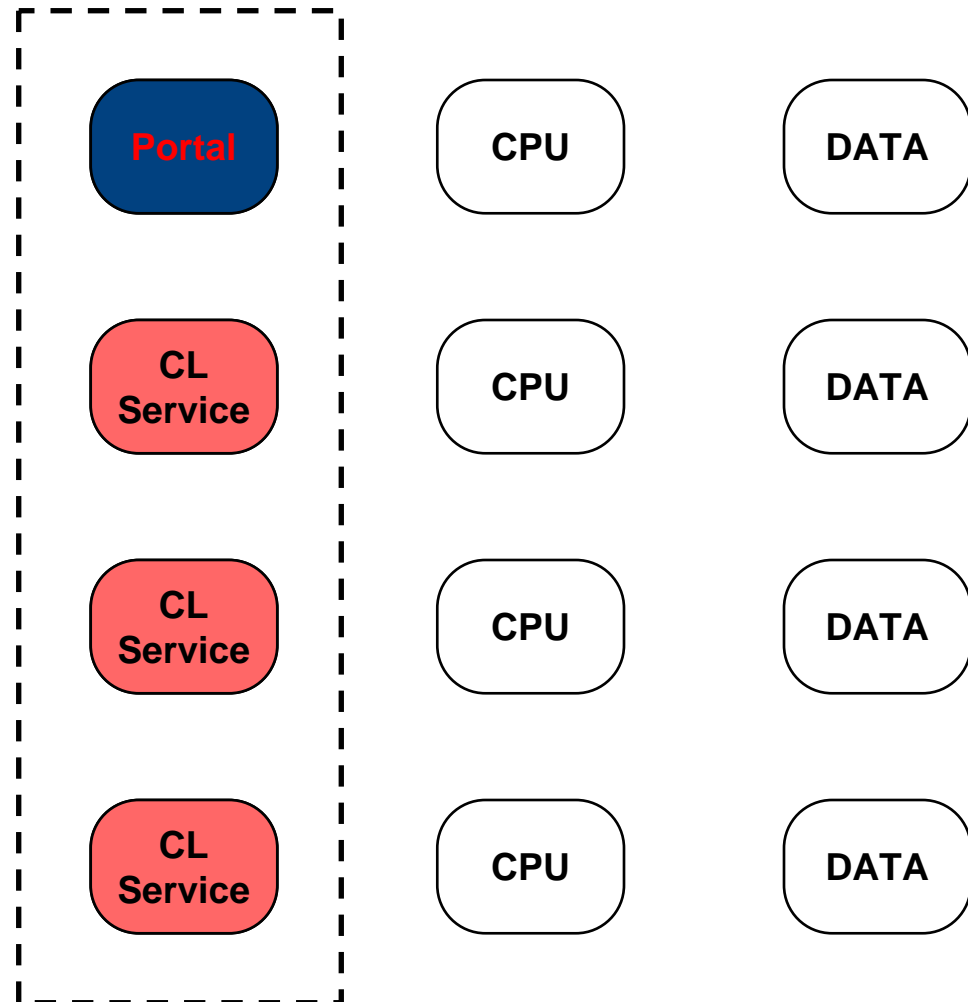 Portal
CPU
DATA
CL
Service
CPU
DATA
CL
Service
CPU
DATA
CL
Service
CPU
DATA